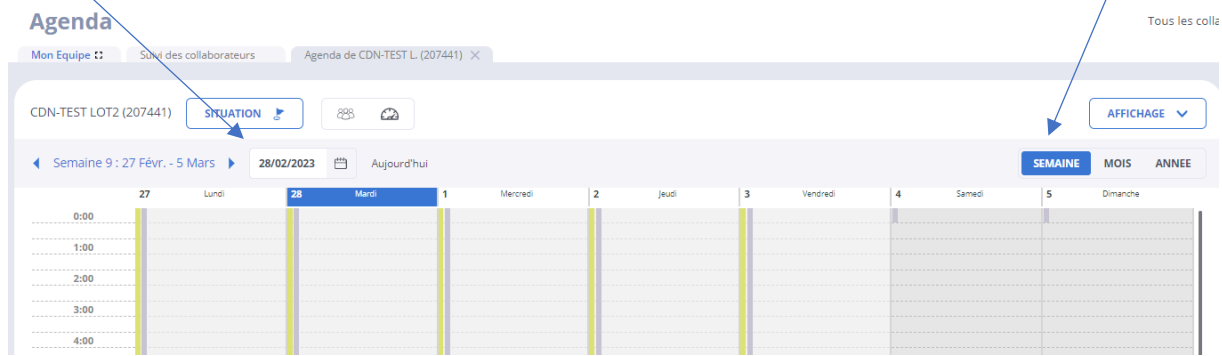 Agenda
Tous les colla
Mon Equipe
Suivi des collaborateurs
Agenda de CDN-TEST L. (207441)
CDN-TEST LOT2 (207441)
SITUATION
AFFICHAGE
Semaine 9 : 27 Févr. - 5 Mars
28/02/2023
Aujourd'hui
SEMAINE MOIS ANNEE
27 Lundi 28 Mardi 1 Mercredi 2 Jeudi 3 Vendredi 4 Samedi 5 Dimanche
0:00
1:00
2:00
3:00
4:00